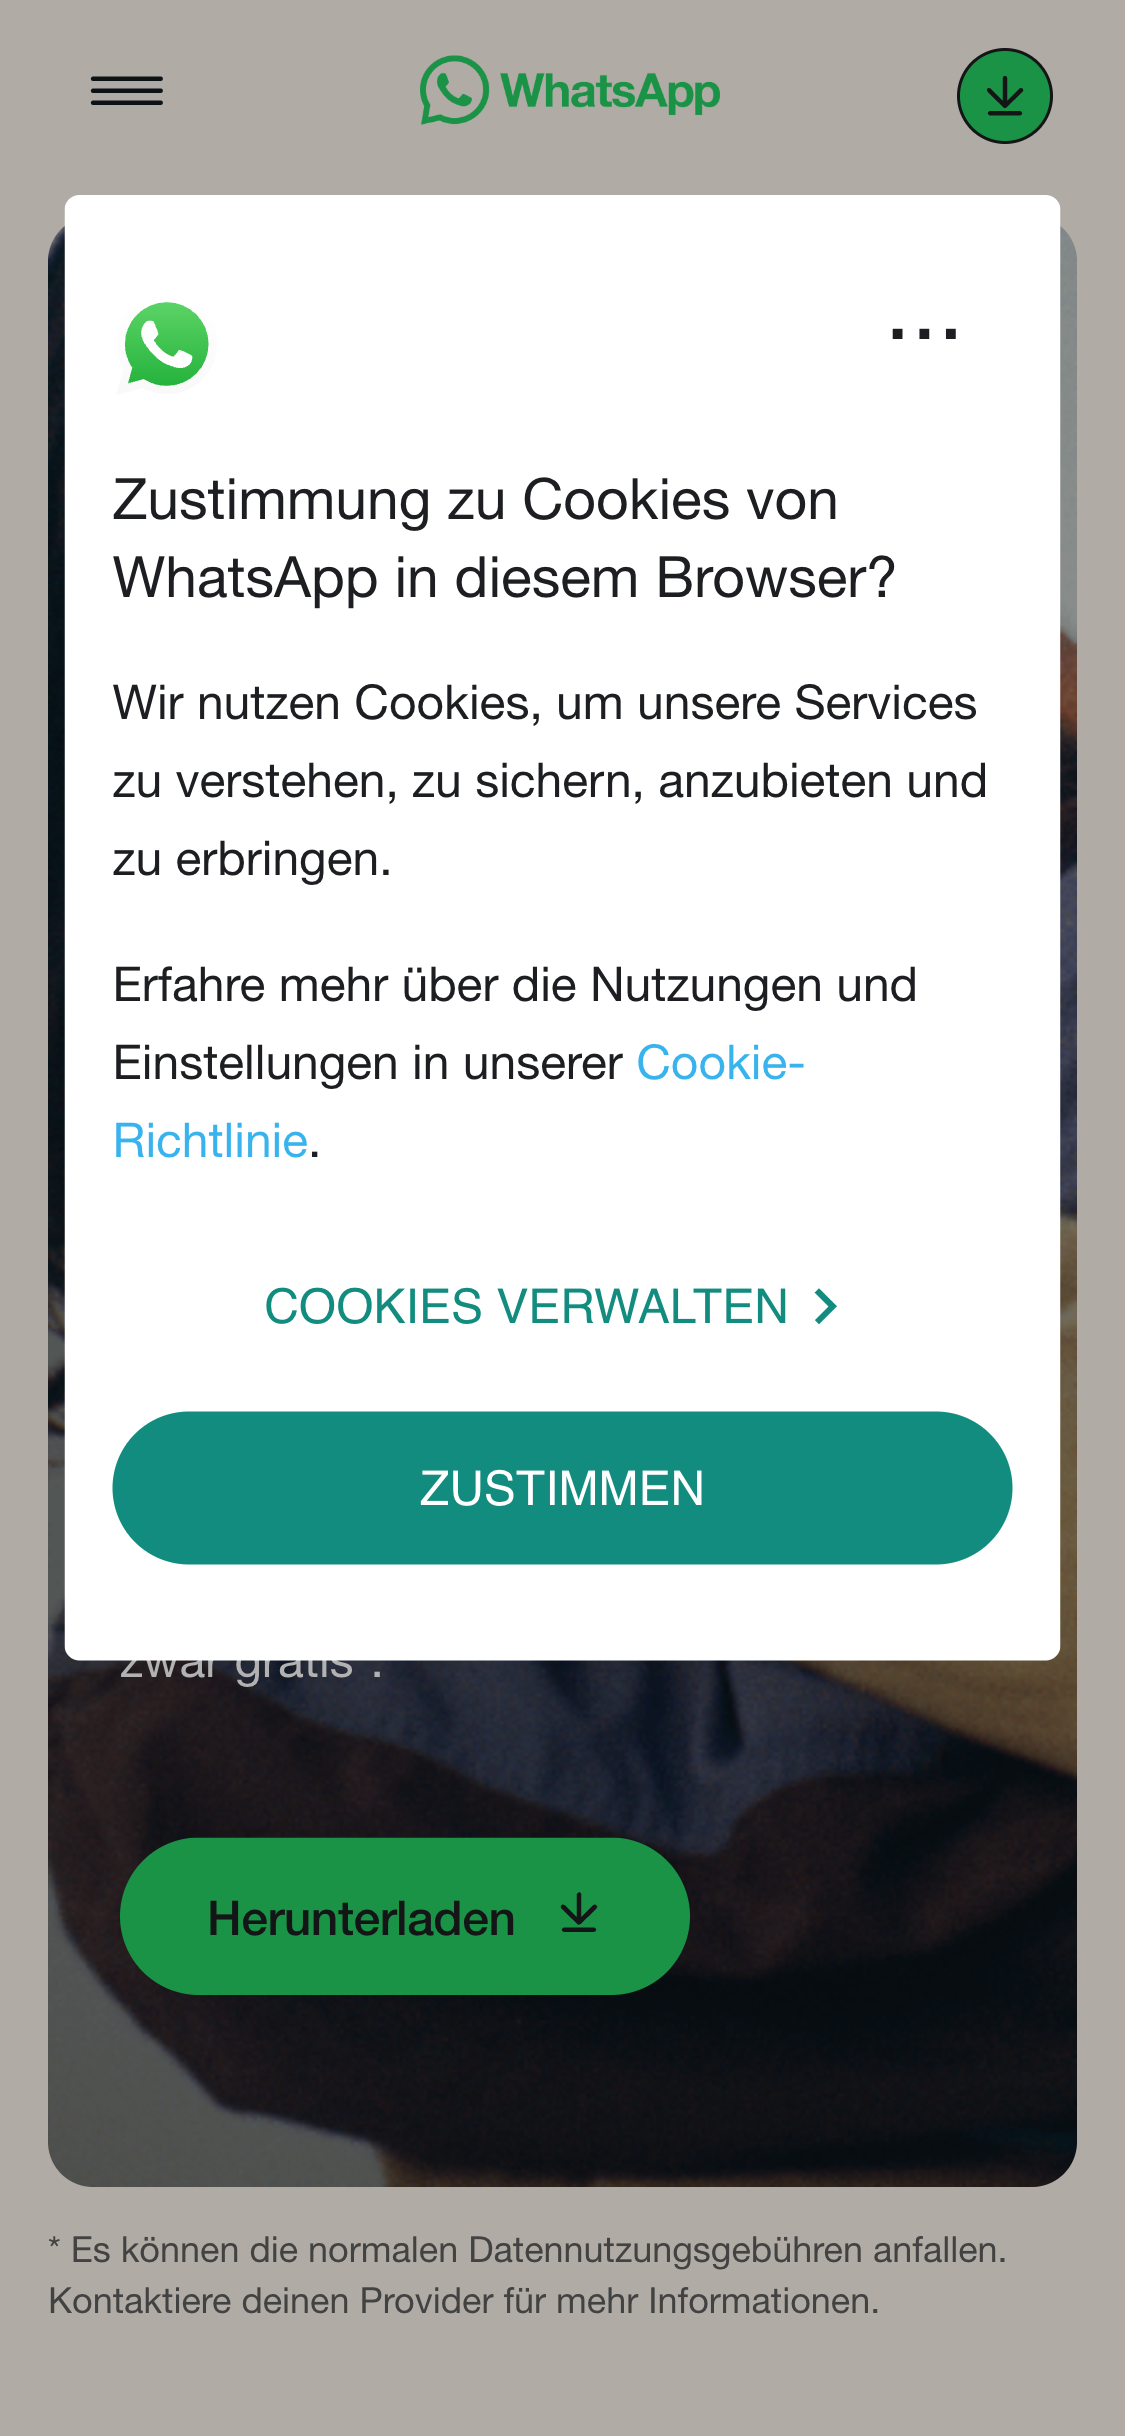 WhatsApp
Zustimmung zu Cookies von
WhatsApp in diesem Browser?
Wir nutzen Cookies, um unsere Services
zu verstehen, zu sichern, anzubieten und
zu erbringen.
Erfahre mehr über die Nutzungen und
Einstellungen in unserer Cookie-
Richtlinie.
COOKIES VERWALTEN
ZUSTIMMEN
zwar gratis*.
Herunterladen
* Es können die normalen Datennutzungsgebühren anfallen.
Kontaktiere deinen Provider für mehr Informationen.